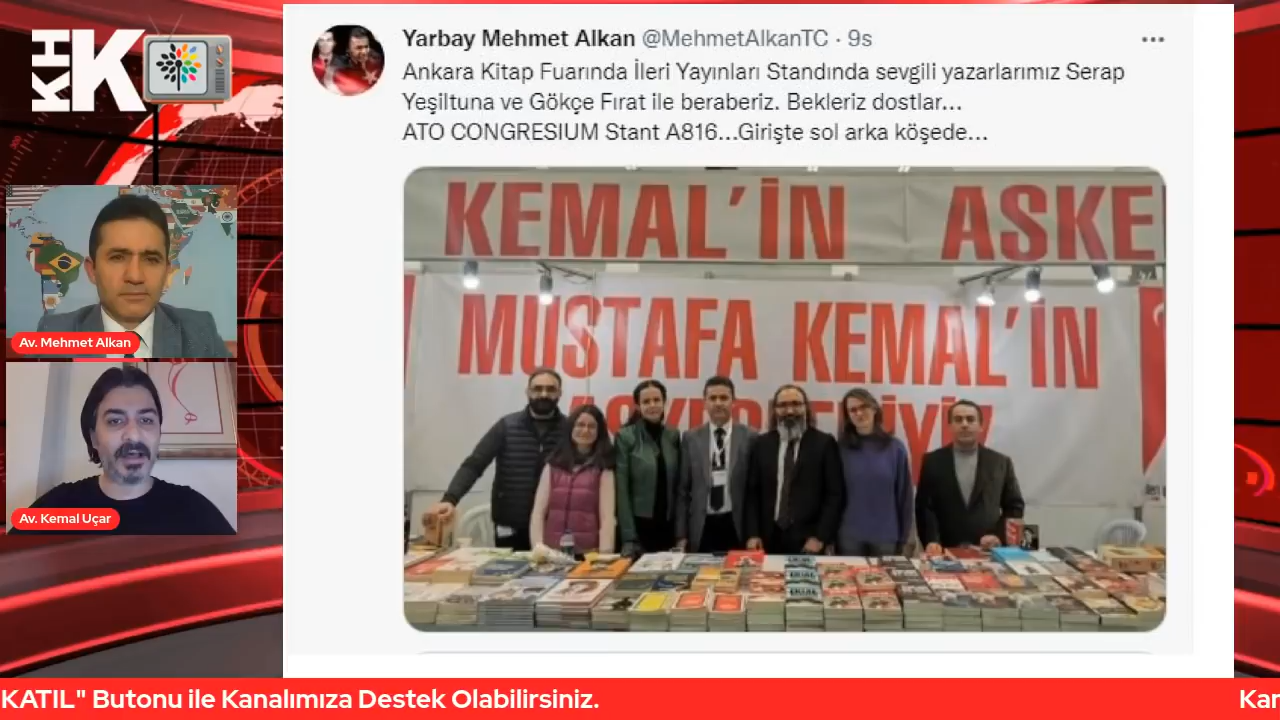 KHK
Av. Mehmet Alkan
Av. Kemal Uçar
Yarbay Mehmet Alkan @MehmetAlkanTC · 9s
Ankara Kitap Fuarında İleri Yayınları Standında sevgili yazarlarımız Serap
Yeşiltuna ve Gökçe Fırat ile beraberiz. Bekleriz dostlar...
ATO CONGRESIUM Stant A816...Girişte sol arka köşede...
KEMAL'İN ASKE
MUSTAFA KEMAL'İN
KATIL" Butonu ile Kanalımıza Destek Olabilirsiniz.
Kar